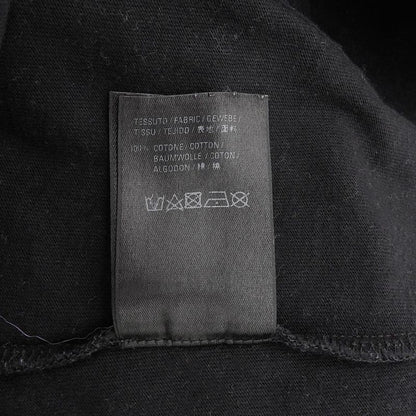 TESSUTO / FABRIC / GEWEBE /
TISSU / TEJIDO / 表地 / 面料
100% COTONE / COTTON /
BAUMWOLLE / COTON /
ALGODON / 綿 / 棉